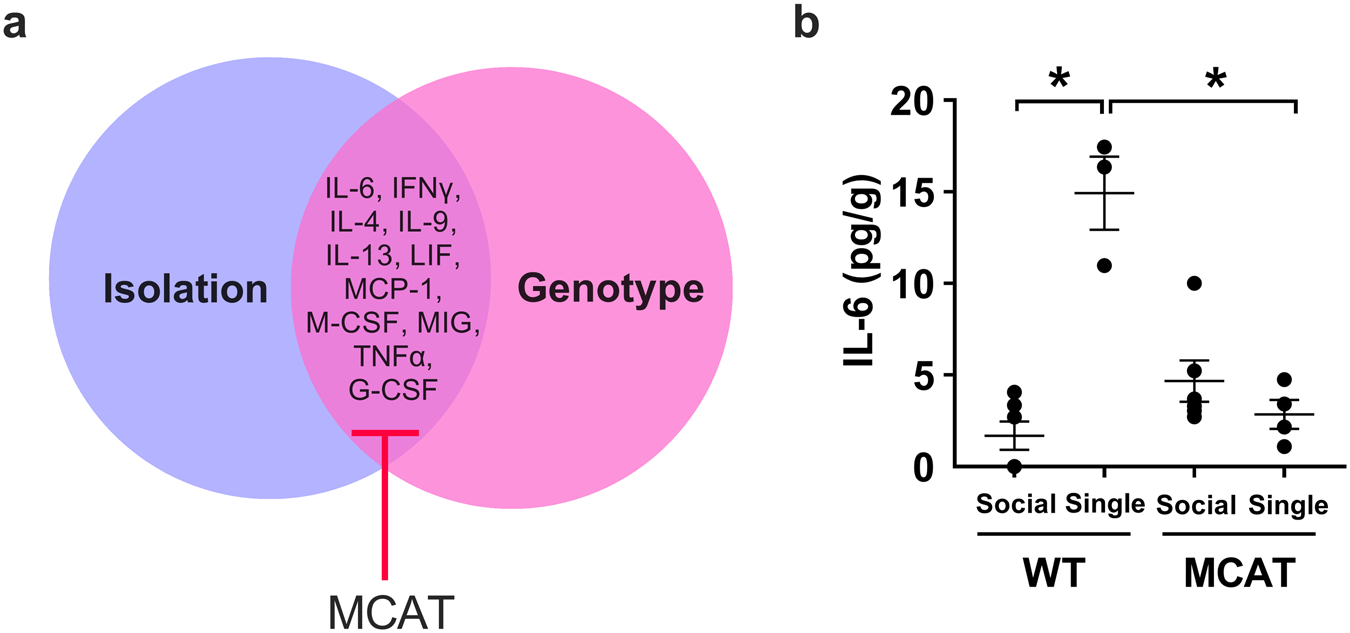 a
Isolation
IL-6, IFNγ,
IL-4, IL-9,
IL-13, LIF,
MCP-1,
M-CSF, MIG,
TNFα,
G-CSF
Genotype
MCAT
b
* *
IL-6 (pg/g)
20
15
10
5
0
Social Single Social Single
WT MCAT